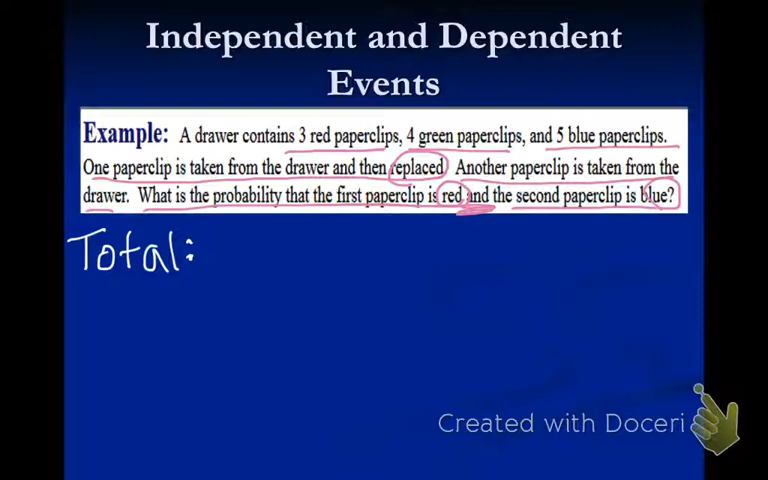 Independent and Dependent
Events
Example: A drawer contains 3 red paperclips, 4 green paperclips, and 5 blue paperclips.
One paperclip is taken from the drawer and then replaced Another paperclip is taken from the
drawer. What is the probability that the first paperclip is red and the second paperclip is blue?
Total:
Created with Doceri